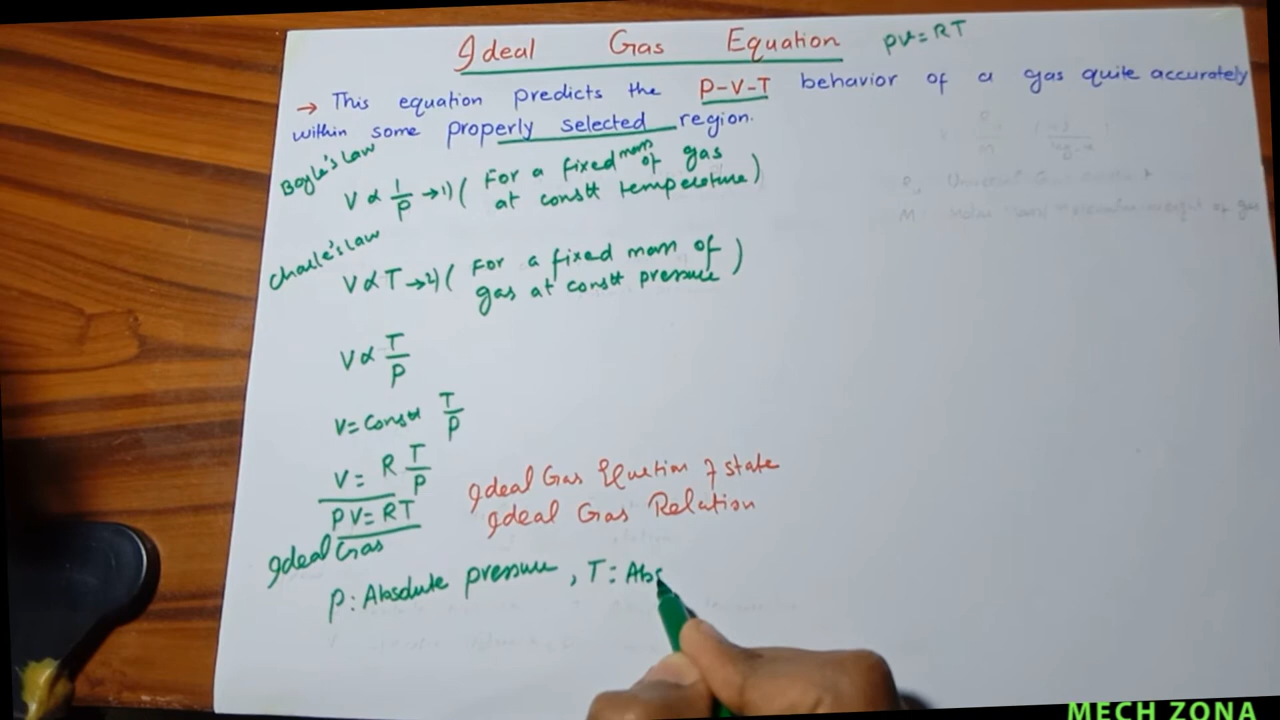 Ideal Gas Equation PV=RT
→ This equation predicts the P-V-T behavior of a gas quite accurately
within some properly selected region.
Boyle's Law
V ∝ 1/P →1) ( For a fixed mass of gas
at constt temperature)
Charle's Law
V ∝ T →2) ( For a fixed mass of
gas at constt pressure )
V ∝ T/P
V = Constt T/P
V = R T/P
PV = RT
Ideal Gas Equation of state
Ideal Gas Relation
Ideal Gas
P: Absolute pressure , T: Abs
MECH ZONA